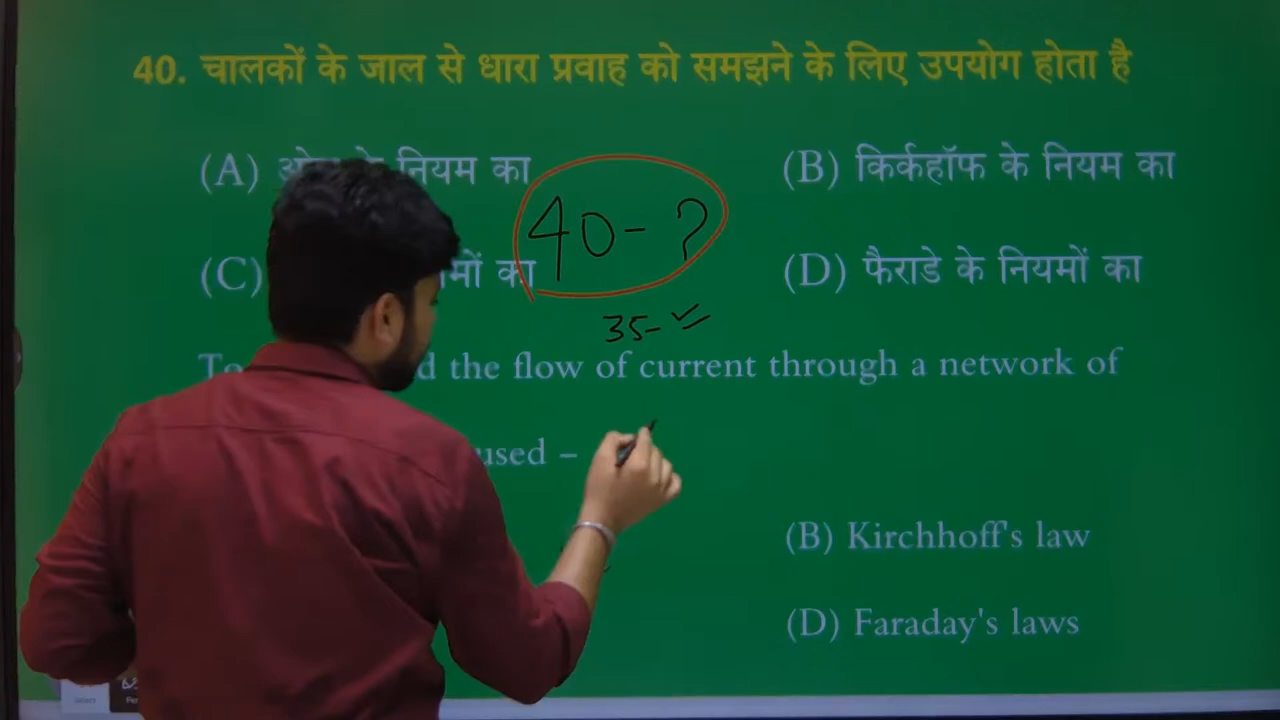 40. चालकों के जाल से धारा प्रवाह को समझने के लिए उपयोग होता है
(A) के नियम का
(B) किर्कहॉफ के नियम का
40 - ?
(C) का
(D) फैराडे के नियमों का
35 -
the flow of current through a network of
used –
(B) Kirchhoff's law
(D) Faraday's laws
Select